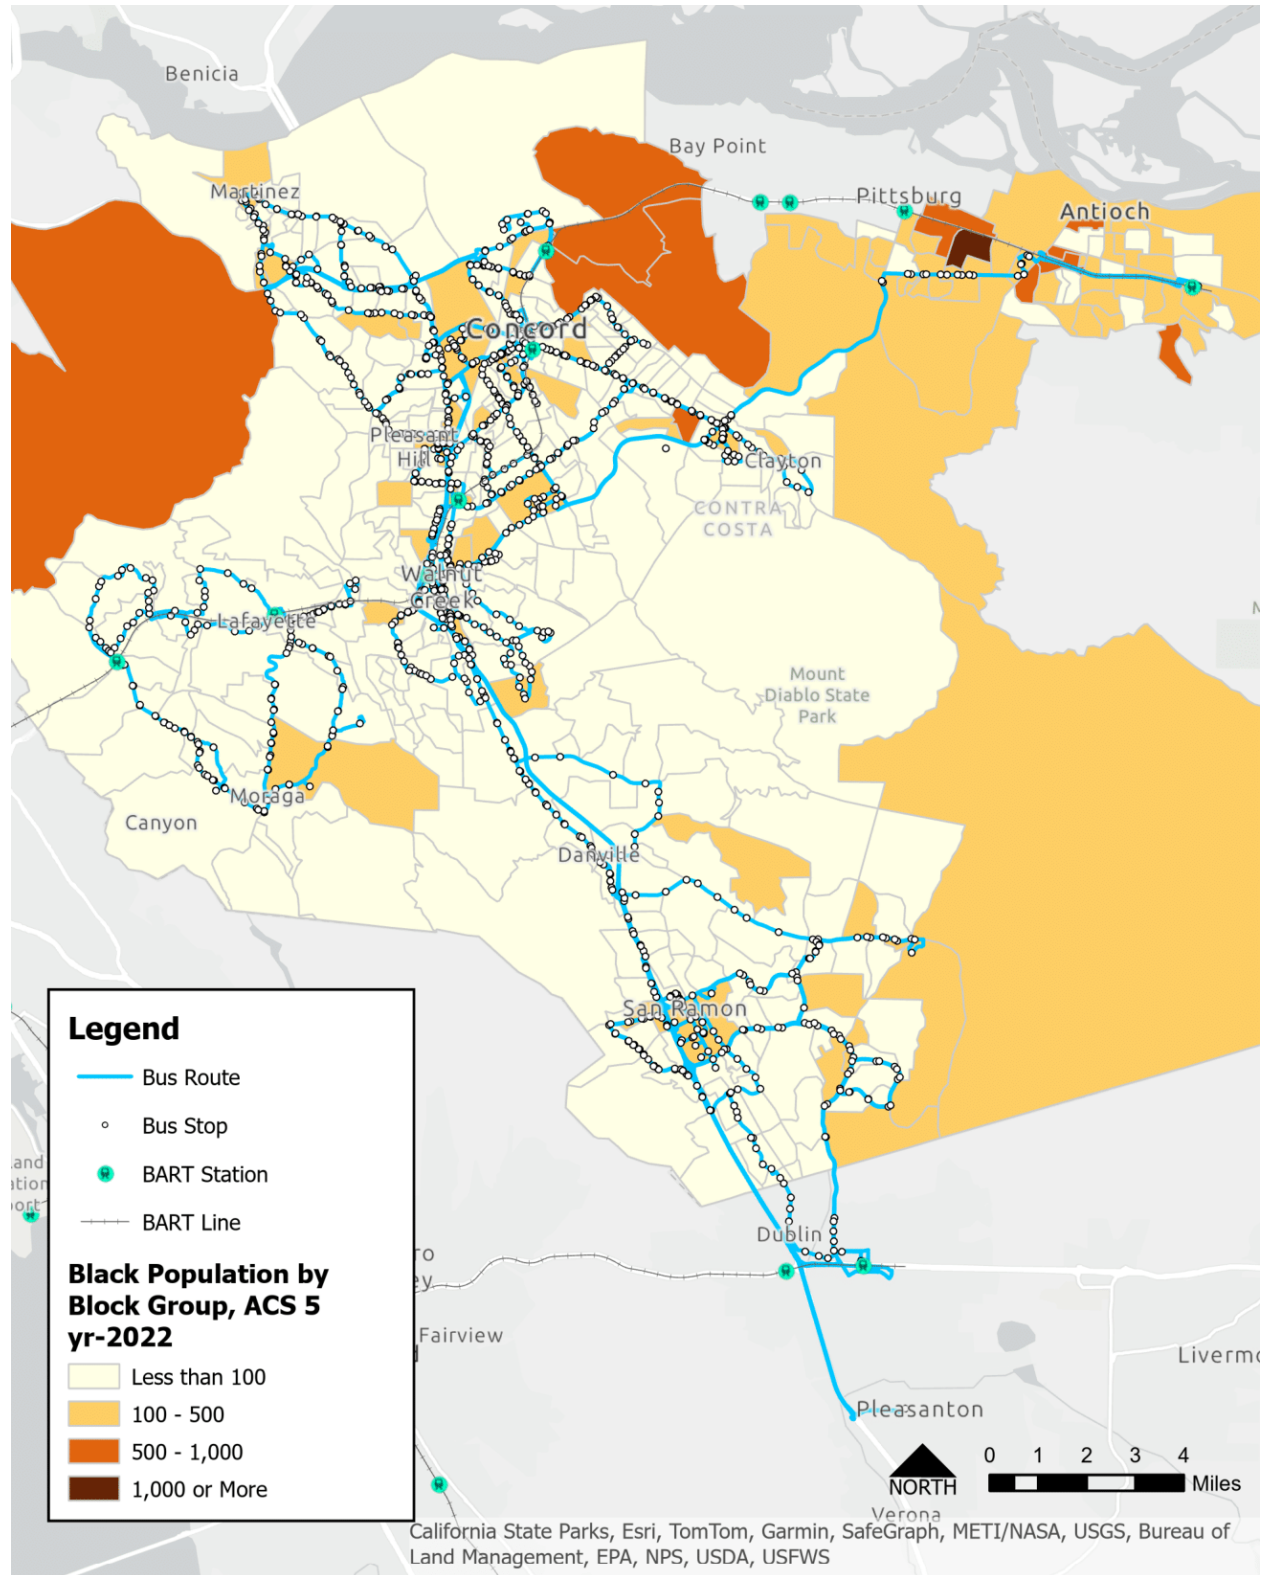 Benicia
Bay Point
Martinez
Pittsburg
Antioch
Concord
Pleasant
Hill
Clayton
CONTRA
COSTA
Walnut
Creek
Lafayette
Mount
Diablo State
Park
Moraga
Canyon
Danville
San Ramon
Legend
Bus Route
Bus Stop
BART Station
BART Line
Black Population by
Block Group, ACS 5
yr-2022
Less than 100
100 - 500
500 - 1,000
1,000 or More
Dublin
Fairview
Livermo
Pleasanton
0 1 2 3 4
Miles
NORTH
Verona
California State Parks, Esri, TomTom, Garmin, SafeGraph, METI/NASA, USGS, Bureau of
Land Management, EPA, NPS, USDA, USFWS